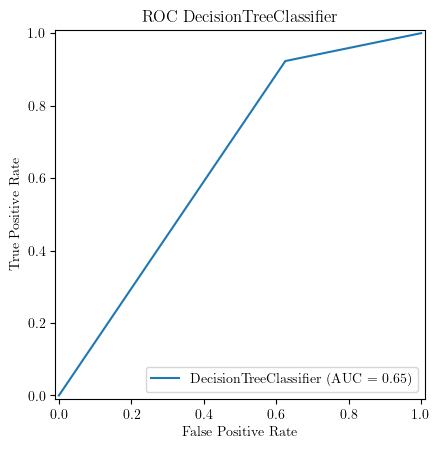 ROC DecisionTreeClassifier
1.0
0.8
0.6
0.4
0.2
0.0
True Positive Rate
DecisionTreeClassifier (AUC = 0.65)
0.0 0.2 0.4 0.6 0.8 1.0
False Positive Rate